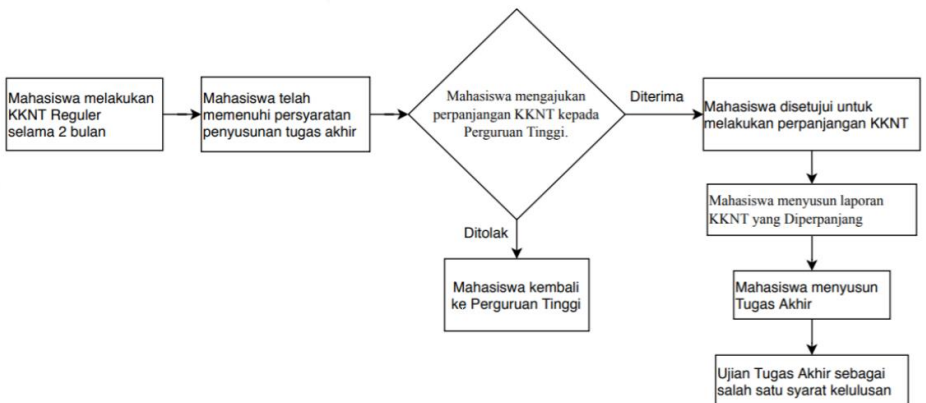 Mahasiswa melakukan
KKNT Reguler
selama 2 bulan
Mahasiswa telah
memenuhi persyaratan
penyusunan tugas akhir
Mahasiswa mengajukan
perpanjangan KKNT kepada
Perguruan Tinggi.
Diterima
Mahasiswa disetujui untuk
melakukan perpanjangan KKNT
Mahasiswa menyusun laporan
KKNT yang Diperpanjang
Ditolak
Mahasiswa kembali
ke Perguruan Tinggi
Mahasiswa menyusun
Tugas Akhir
Ujian Tugas Akhir sebagai
salah satu syarat kelulusan